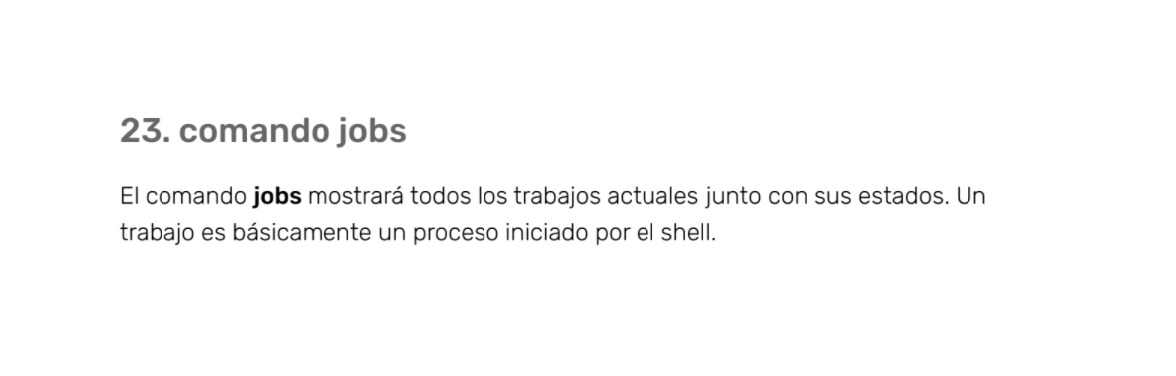 23. comando jobs
El comando jobs mostrará todos los trabajos actuales junto con sus estados. Un
trabajo es básicamente un proceso iniciado por el shell.